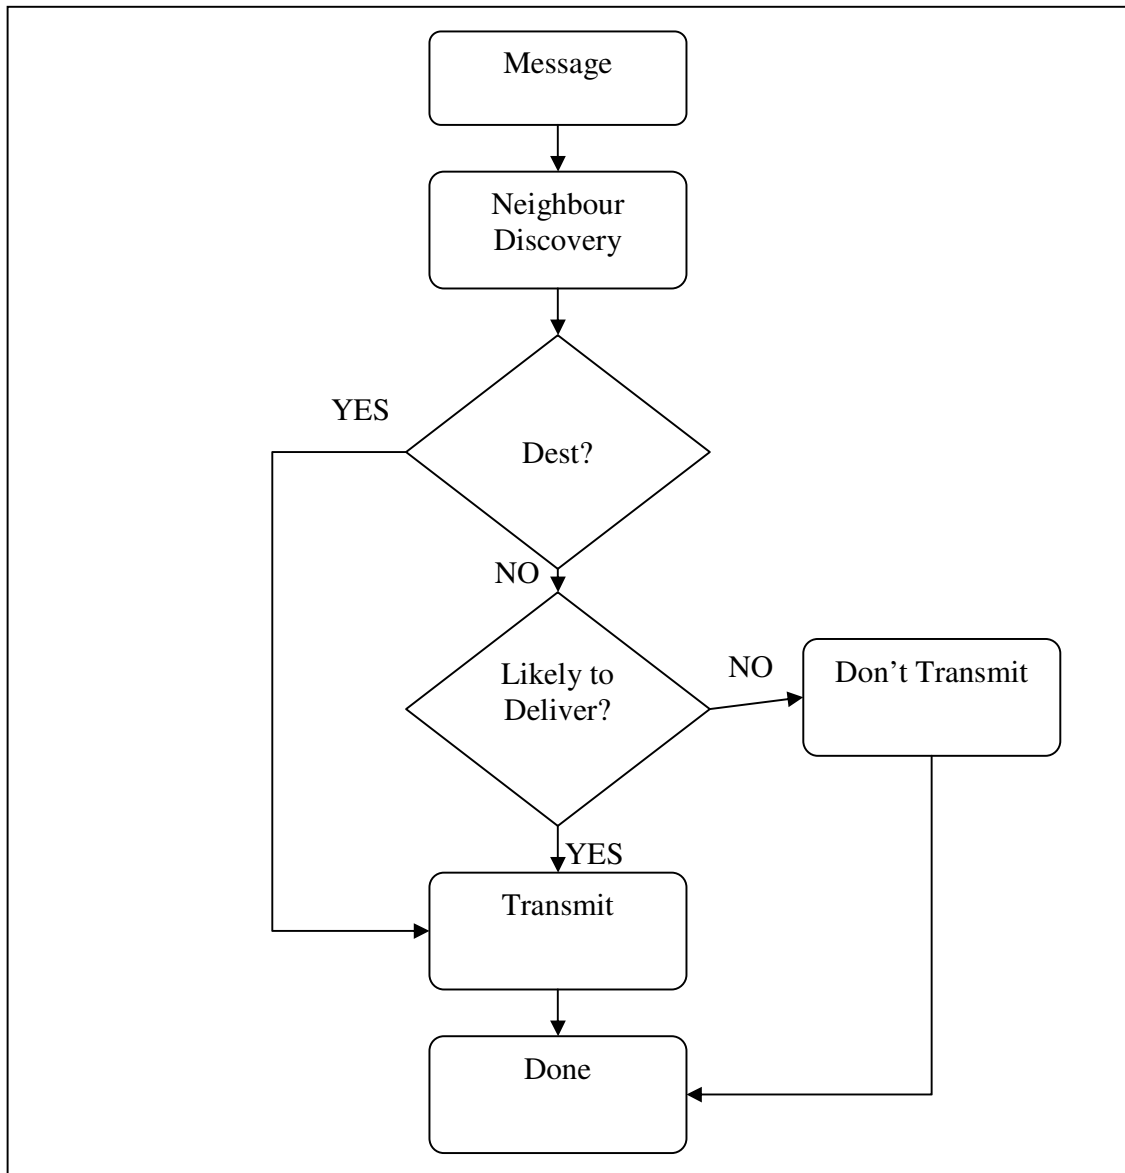 Message
Neighbour
Discovery
YES
Dest?
NO
Likely to
Deliver?
NO
Don’t Transmit
YES
Transmit
Done